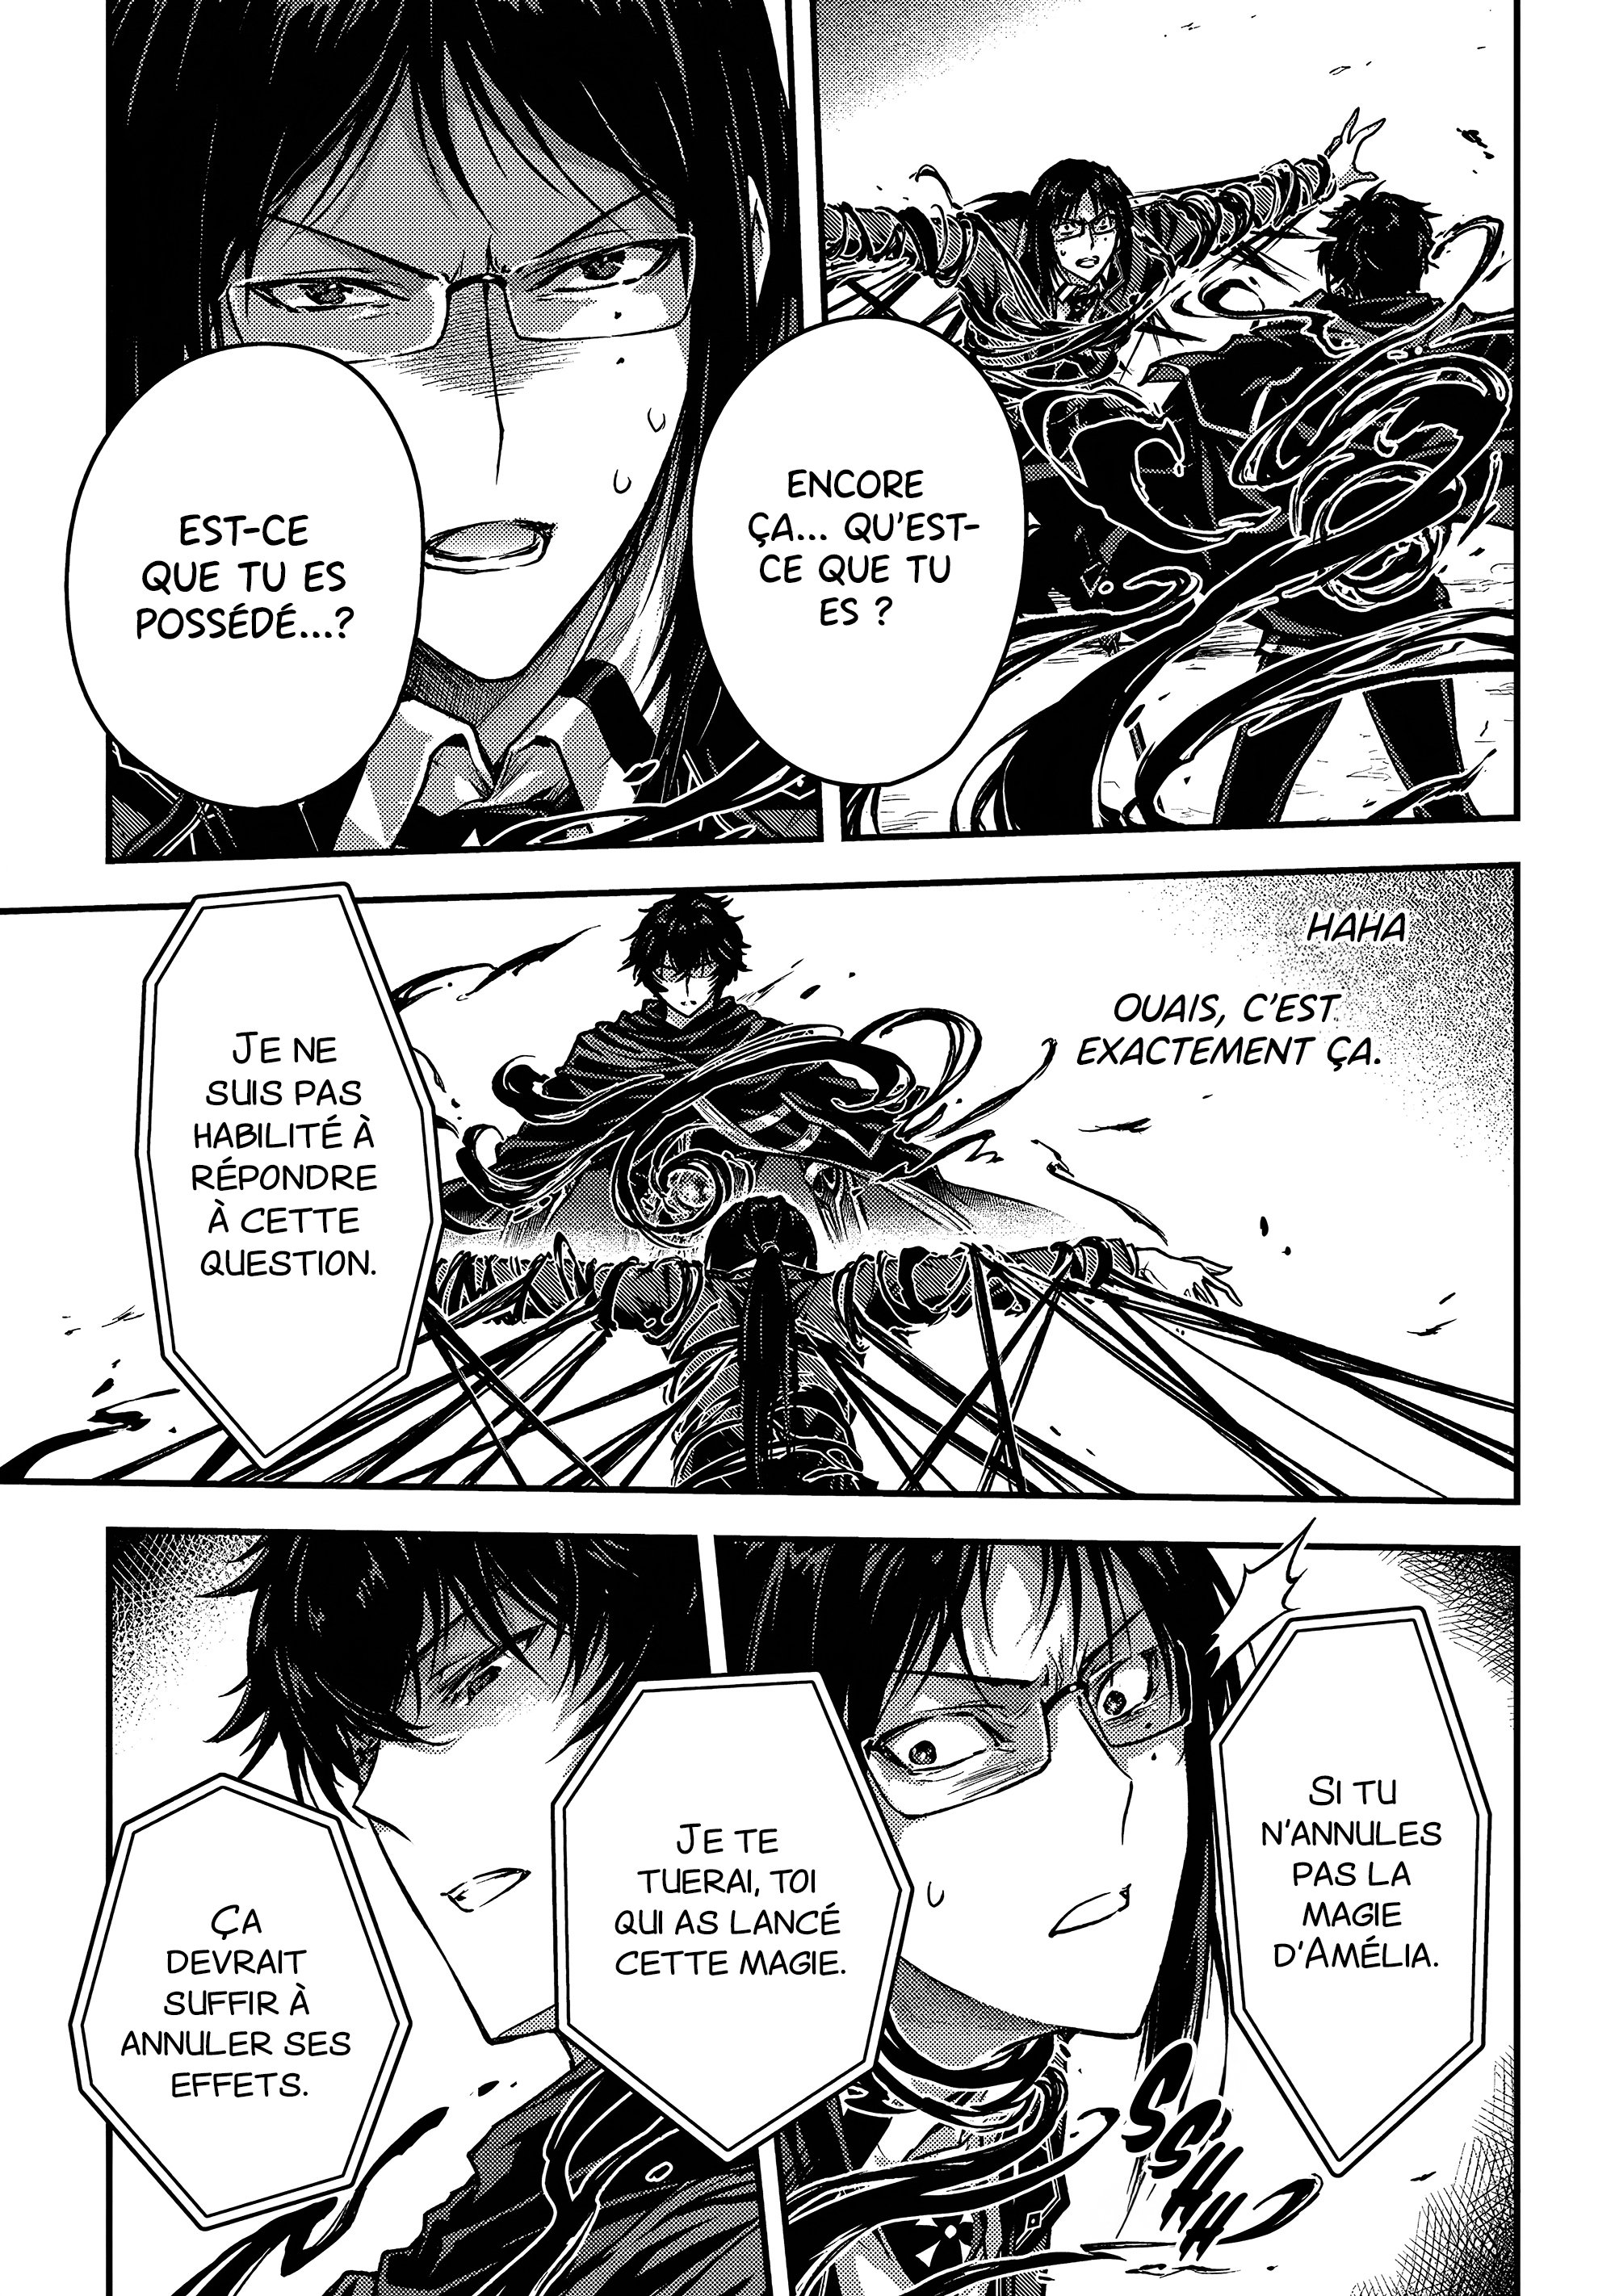 ENCORE
ÇA... QU'EST-
CE QUE TU
ES ?
EST-CE
QUE TU ES
POSSÉDÉ...?
HAHA
OUAIS, C'EST
EXACTEMENT ÇA.
JE NE
SUIS PAS
HABILITÉ À
RÉPONDRE
À CETTE
QUESTION.
SI TU
N'ANNULES
PAS LA
MAGIE
D'AMÉLIA.
JE TE
TUERAI, TOI
QUI AS LANCÉ
CETTE MAGIE.
SSHH
ÇA
DEVRAIT
SUFFIR À
ANNULER SES
EFFETS.